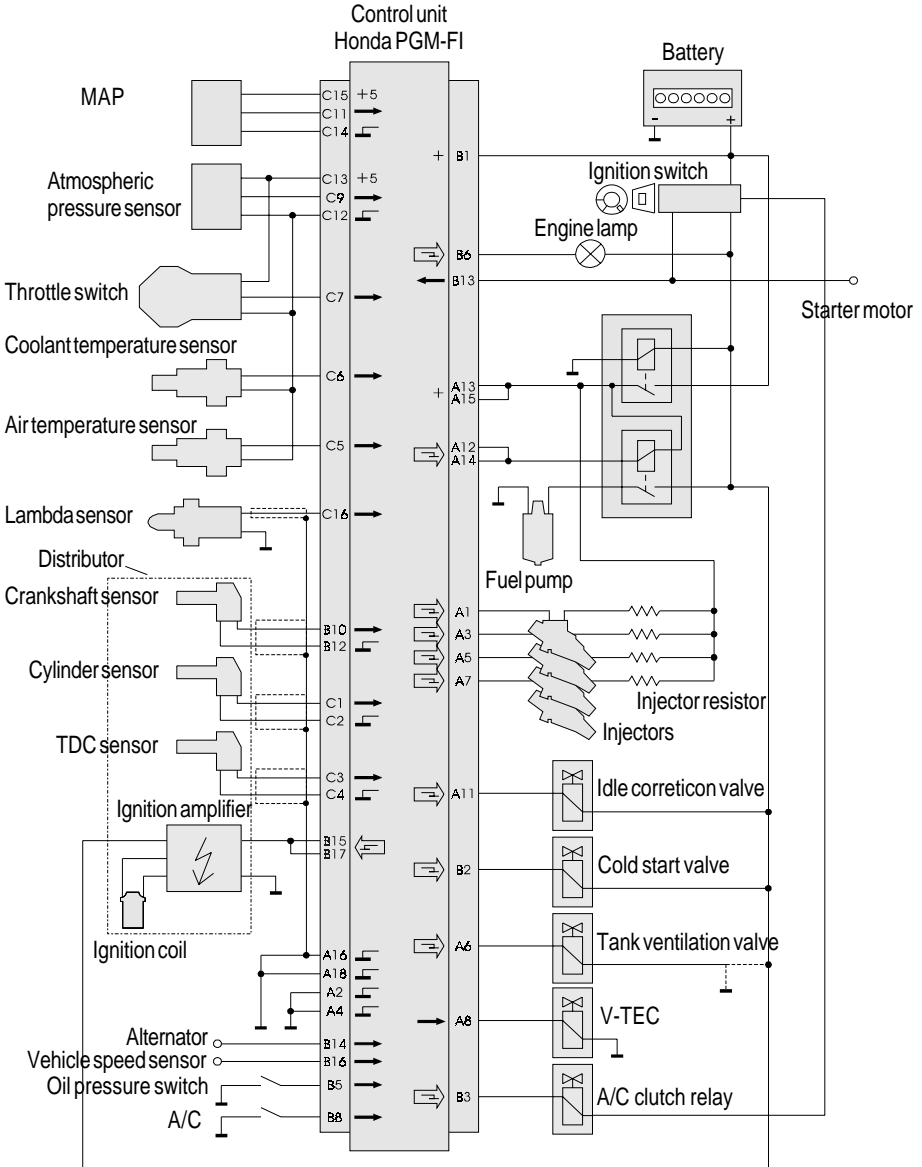 Control unit
Honda PGM-FI
Battery
MAP
C15 +5
C11
C14
- +
+ B1
Atmospheric
pressure sensor
C13 +5
C9
C12
Ignition switch
Engine lamp
B6
B13
Starter motor
Throttle switch
C7
Coolant temperature sensor
C6
+ A13
A15
Air temperature sensor
C5
A12
A14
Lambda sensor
C16
Fuel pump
Distributor
Crankshaft sensor
B10
B12
A1
A3
A5
A7
Injector resistor
Injectors
Cylinder sensor
C1
C2
TDC sensor
C3
C4
A11
Idle correticon valve
Ignition amplifier
B15
B17
B2
Cold start valve
Ignition coil
A6
Tank ventilation valve
A16
A18
A2
A4
A8
V-TEC
Alternator
B14
Vehicle speed sensor
B16
Oil pressure switch
B5
B3
A/C clutch relay
A/C
B8